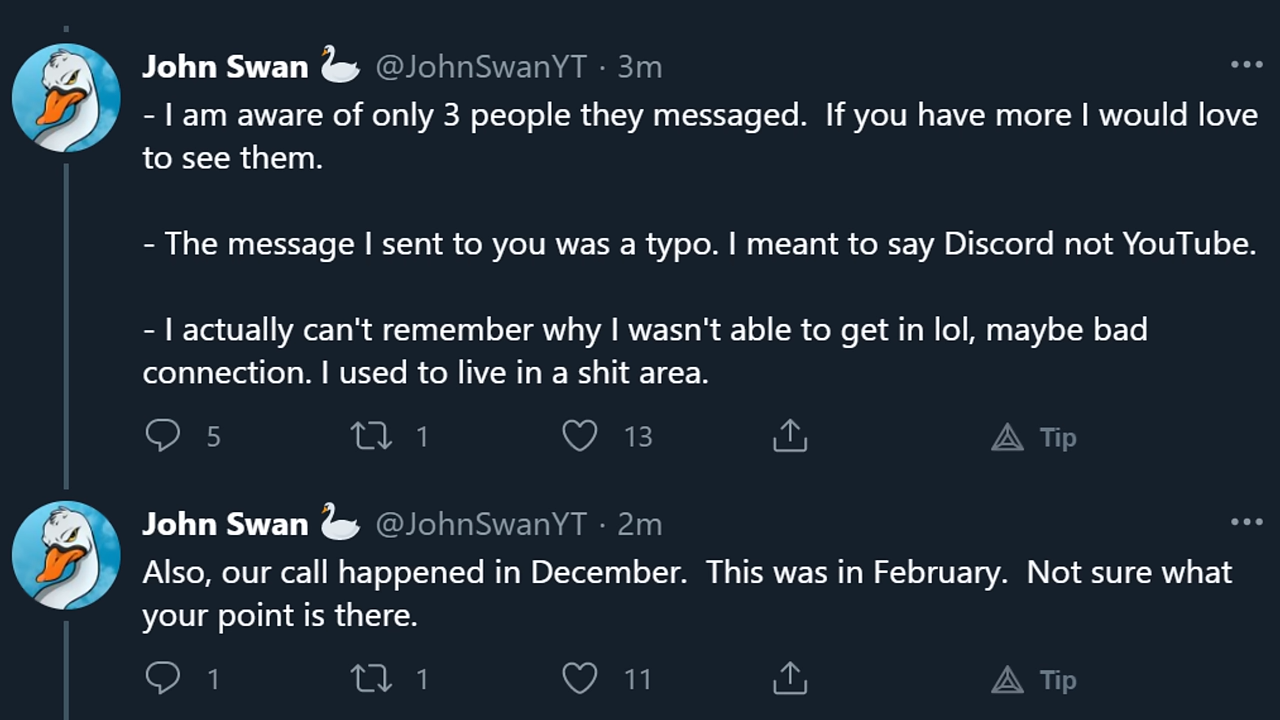 John Swan 🦢 @JohnSwanYT · 3m
- I am aware of only 3 people they messaged.  If you have more I would love
to see them.
- The message I sent to you was a typo. I meant to say Discord not YouTube.
- I actually can't remember why I wasn't able to get in lol, maybe bad
connection. I used to live in a shit area.
5 1 13 Tip
John Swan 🦢 @JohnSwanYT · 2m
Also, our call happened in December.  This was in February.  Not sure what
your point is there.
1 1 11 Tip